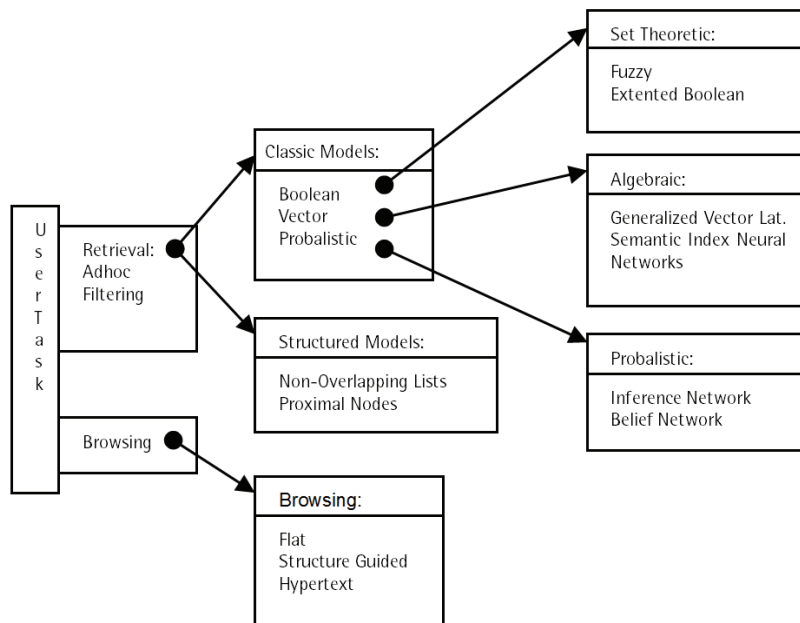 User Task
Retrieval:
Adhoc
Filtering
Browsing
Classic Models:
Boolean
Vector
Probalistic
Structured Models:
Non-Overlapping Lists
Proximal Nodes
Browsing:
Flat
Structure Guided
Hypertext
Set Theoretic:
Fuzzy
Extented Boolean
Algebraic:
Generalized Vector Lat.
Semantic Index Neural
Networks
Probalistic:
Inference Network
Belief Network